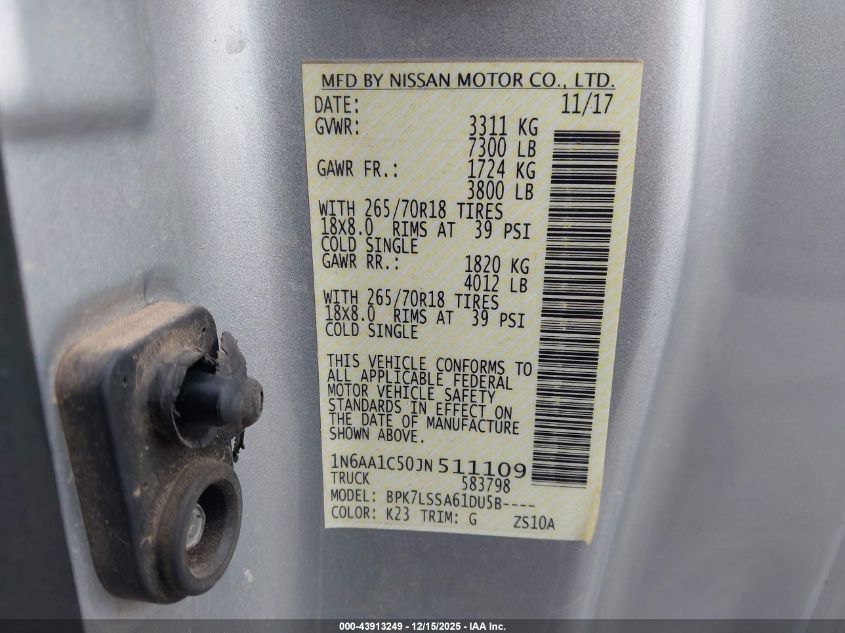 MFD BY NISSAN MOTOR CO., LTD.
DATE: 11/17
GVWR: 3311 KG
7300 LB
GAWR FR.: 1724 KG
3800 LB
WITH 265/70R18 TIRES
18X8.0 RIMS AT 39 PSI
COLD SINGLE
GAWR RR.: 1820 KG
4012 LB
WITH 265/70R18 TIRES
18X8.0 RIMS AT 39 PSI
COLD SINGLE
THIS VEHICLE CONFORMS TO
ALL APPLICABLE FEDERAL
MOTOR VEHICLE SAFETY
STANDARDS IN EFFECT ON
THE DATE OF MANUFACTURE
SHOWN ABOVE.
1N6AA1C50JN511109
TRUCK 583798
MODEL: BPK7LSSA61DU5B----
COLOR: K23 TRIM: G ZS10A
000-43913249 - 12/15/2025 - IAA Inc.